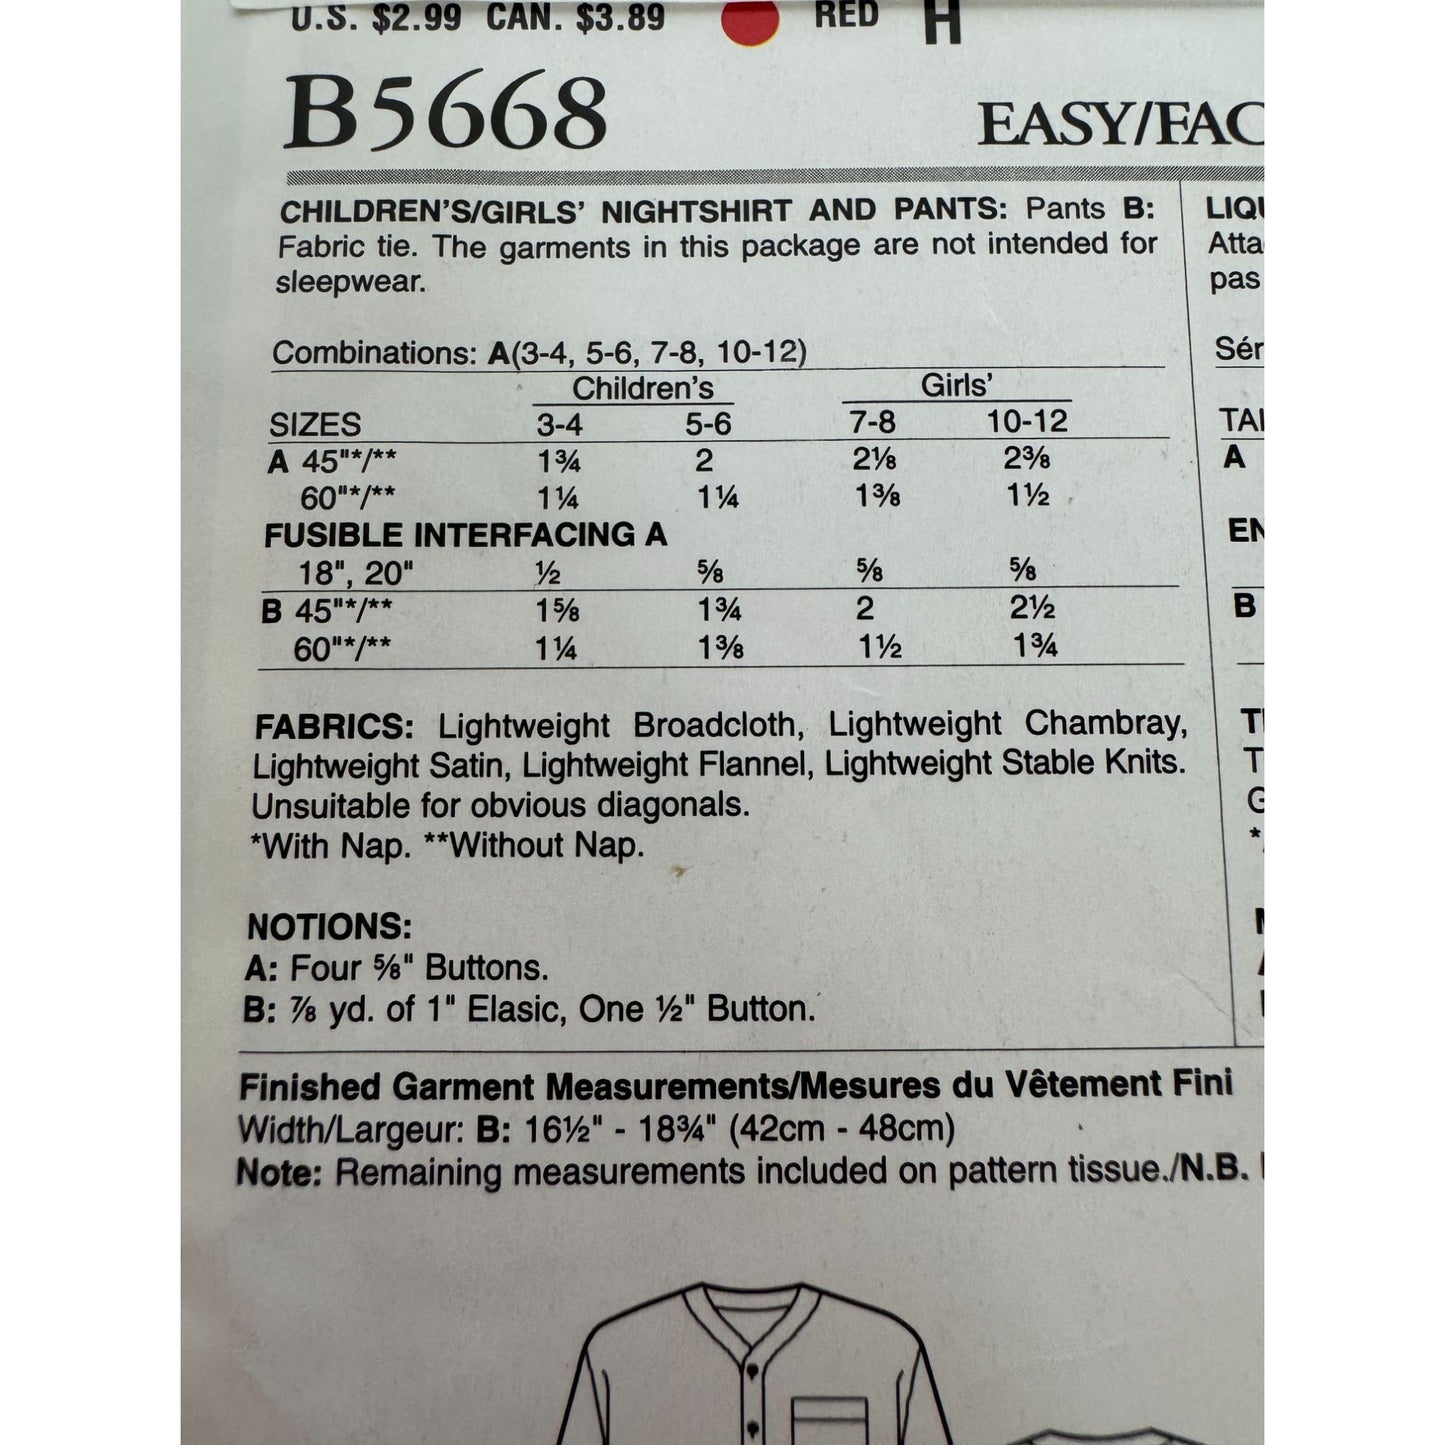 U.S. $2.99 CAN. $3.89 RED H
B5668 EASY/FAC
CHILDREN'S/GIRLS' NIGHTSHIRT AND PANTS: Pants B:
Fabric tie. The garments in this package are not intended for
sleepwear.
Combinations: A(3-4, 5-6, 7-8, 10-12)
Children's Girls'
SIZES 3-4 5-6 7-8 10-12
A 45"*/** 1¾ 2 2⅛ 2⅜
60"*/** 1¼ 1¼ 1⅜ 1½
FUSIBLE INTERFACING A
18", 20" ½ ⅝ ⅝ ⅝
B 45"*/** 1⅝ 1¾ 2 2½
60"*/** 1¼ 1⅜ 1½ 1¾
FABRICS: Lightweight Broadcloth, Lightweight Chambray,
Lightweight Satin, Lightweight Flannel, Lightweight Stable Knits.
Unsuitable for obvious diagonals.
*With Nap. **Without Nap.
NOTIONS:
A: Four ⅝" Buttons.
B: ⅞ yd. of 1" Elasic, One ½" Button.
Atta
pas
Sér
A
B
Finished Garment Measurements/Mesures du Vêtement Fini
Width/Largeur: B: 16½" - 18¾" (42cm - 48cm)
Note: Remaining measurements included on pattern tissue./N.B.